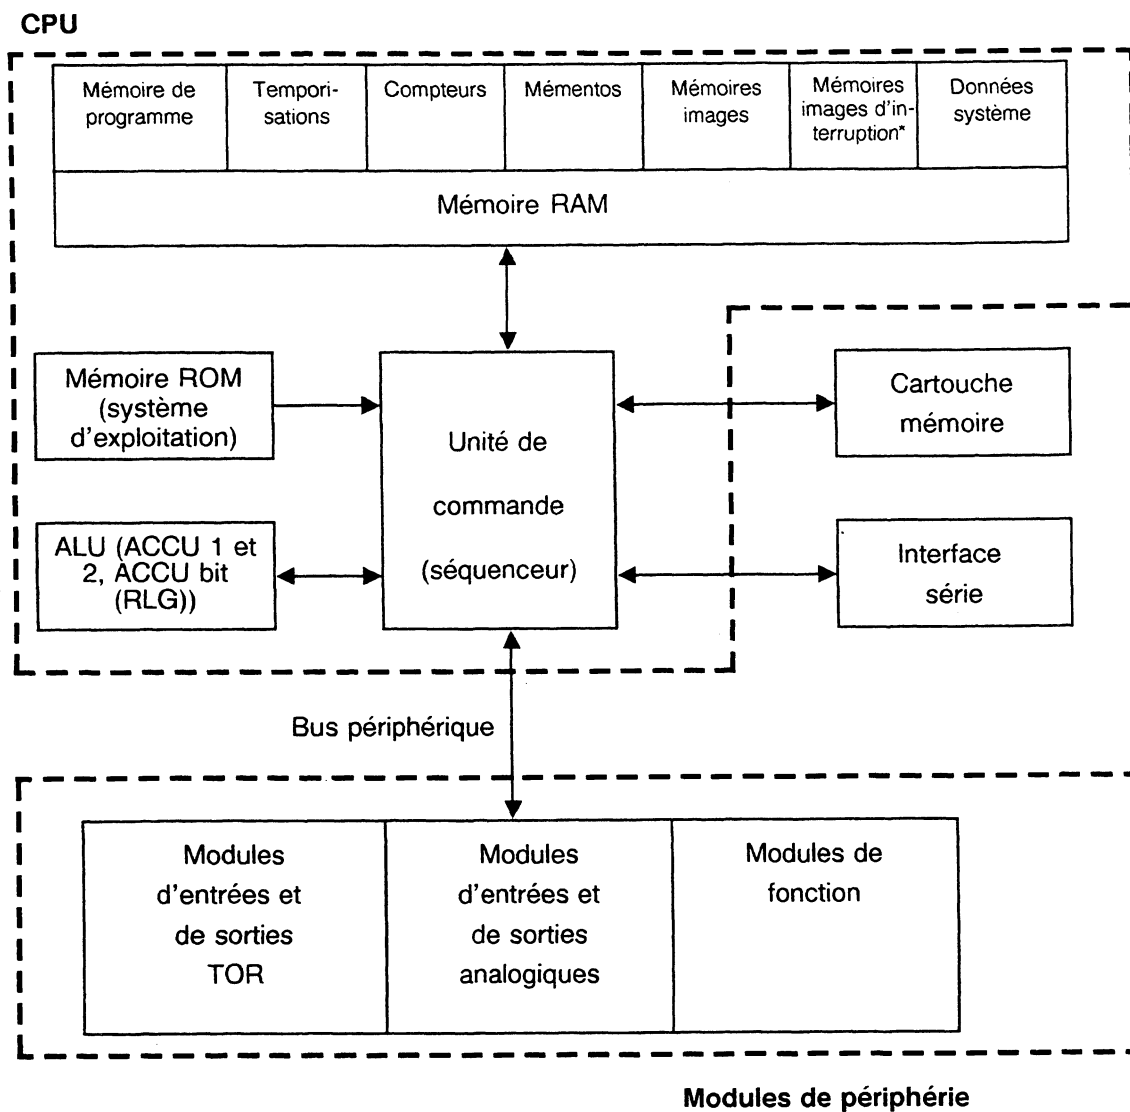 CPU
Mémoire de
programme
Tempori-
sations
Compteurs
Mémentos
Mémoires
images
Mémoires
images d'in-
terruption*
Données
système
Mémoire RAM
Mémoire ROM
(système
d'exploitation)
Unité de
commande
(séquenceur)
Cartouche
mémoire
ALU (ACCU 1 et
2, ACCU bit
(RLG))
Interface
série
Bus périphérique
Modules
d'entrées et
de sorties
TOR
Modules
d'entrées et
de sorties
analogiques
Modules de
fonction
Modules de périphérie